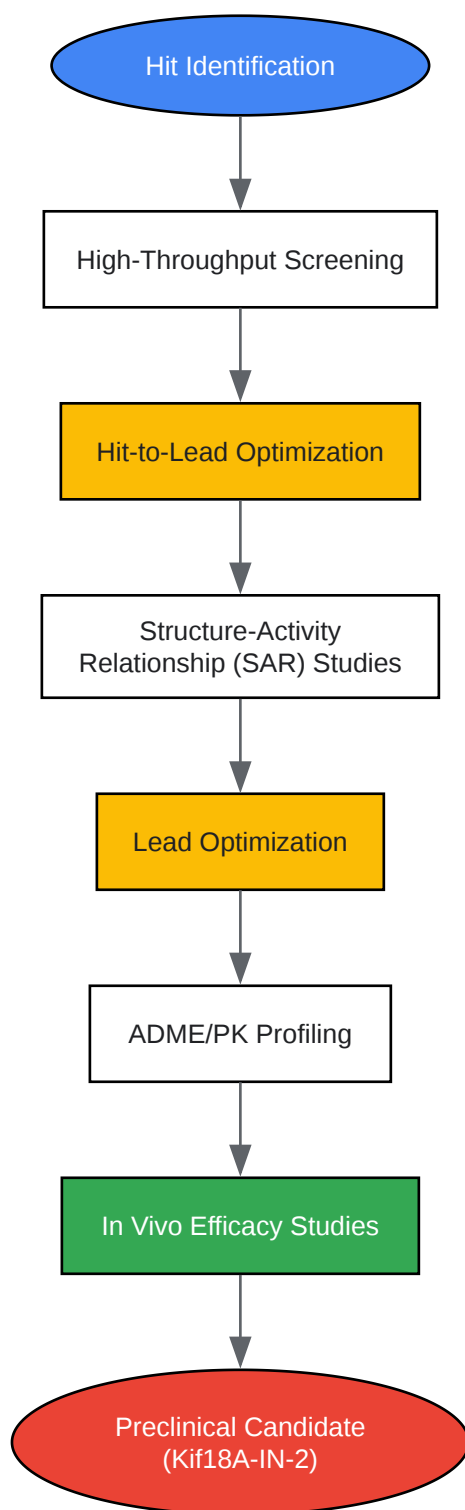 Hit Identification
High-Throughput Screening
Hit-to-Lead Optimization
Structure-Activity
Relationship (SAR) Studies
Lead Optimization
ADME/PK Profiling
In Vivo Efficacy Studies
Preclinical Candidate
(Kif18A-IN-2)